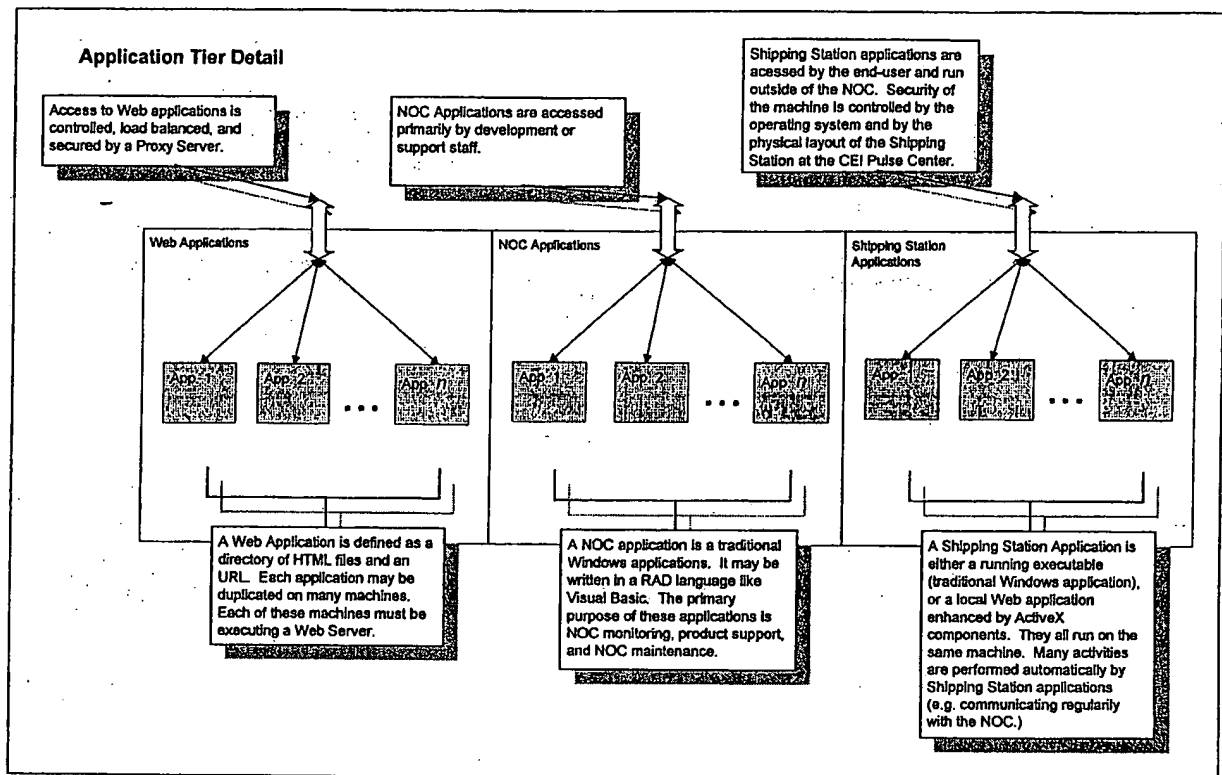 Application Tier Detail
Access to Web applications is
controlled, load balanced, and
secured by a Proxy Server.
NOC Applications are accessed
primarily by development or
support staff.
Shipping Station applications are
acessed by the end-user and run
outside of the NOC. Security of
the machine is controlled by the
operating system and by the
physical layout of the Shipping
Station at the CEI Pulse Center.
Web Applications
NOC Applications
Shipping Station
Applications
App 1
App 2
...
App n
App 1
App 2
...
App n
App 1
App 2
...
App n
A Web Application is defined as a
directory of HTML files and an
URL. Each application may be
duplicated on many machines.
Each of these machines must be
executing a Web Server.
A NOC application is a traditional
Windows applications. It may be
written in a RAD language like
Visual Basic. The primary
purpose of these applications is
NOC monitoring, product support,
and NOC maintenance.
A Shipping Station Application is
either a running executable
(traditional Windows application),
or a local Web application
enhanced by ActiveX
components. They all run on the
same machine. Many activities
are performed automatically by
Shipping Station applications
(e.g. communicating regularily
with the NOC.)